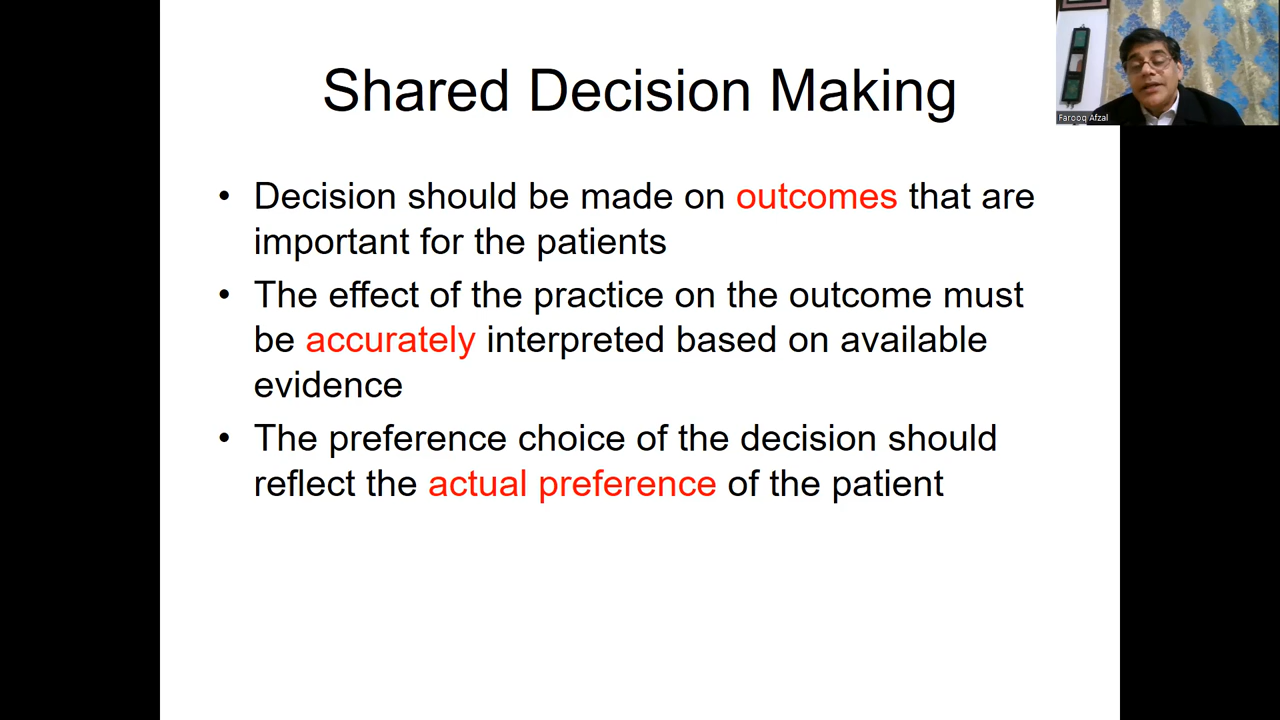 Shared Decision Making
Farooq Afzal
• Decision should be made on outcomes that are
important for the patients
• The effect of the practice on the outcome must
be accurately interpreted based on available
evidence
• The preference choice of the decision should
reflect the actual preference of the patient